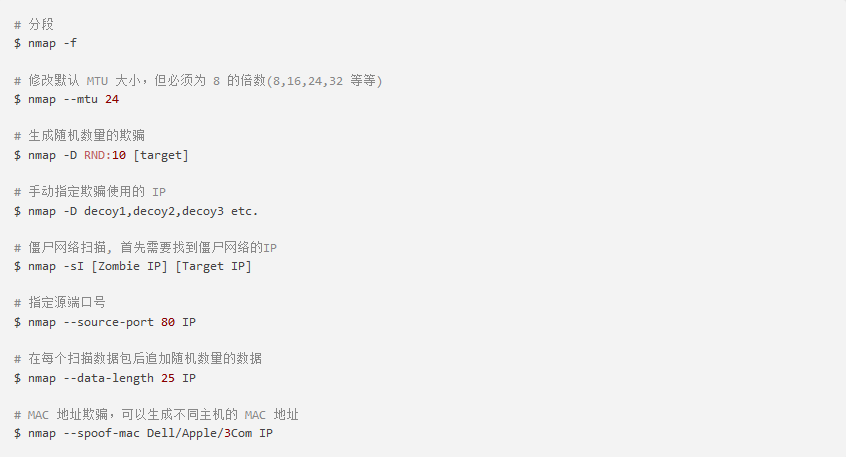 # 分段
$ nmap -f
# 修改默认 MTU 大小，但必须为 8 的倍数(8,16,24,32 等等)
$ nmap --mtu 24
# 生成随机数量的欺骗
$ nmap -D RND:10 [target]
# 手动指定欺骗使用的 IP
$ nmap -D decoy1,decoy2,decoy3 etc.
# 僵尸网络扫描, 首先需要找到僵尸网络的IP
$ nmap -sI [Zombie IP] [Target IP]
# 指定源端口号
$ nmap --source-port 80 IP
# 在每个扫描数据包后追加随机数量的数据
$ nmap --data-length 25 IP
# MAC 地址欺骗，可以生成不同主机的 MAC 地址
$ nmap --spoof-mac Dell/Apple/3Com IP